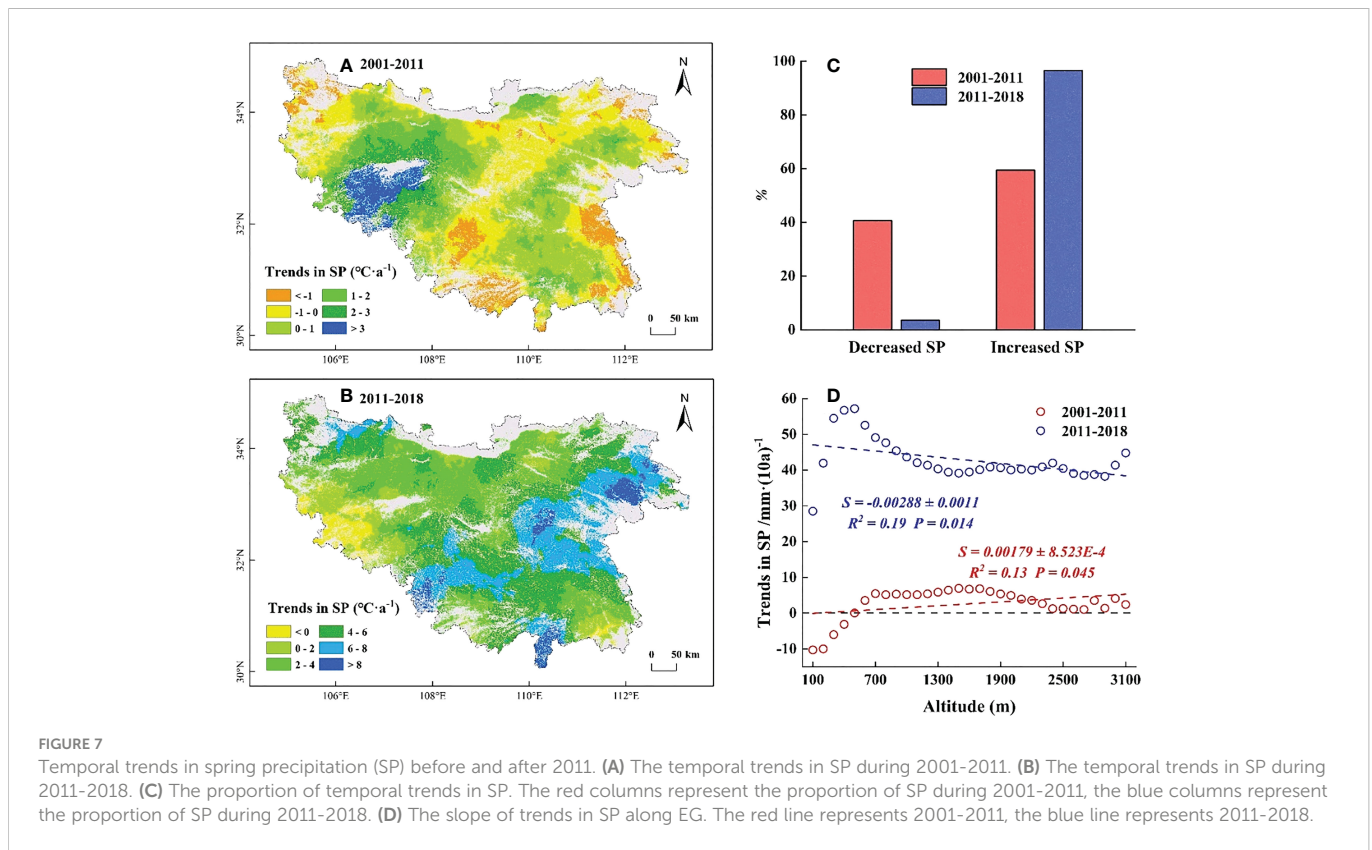 A
2001-2011
N
34°N
32°N
30°N
Trends in SP (°C·a⁻¹)
< -1
1 - 2
-1 - 0
2 - 3
0 - 1
> 3
0 50 km
106°E 108°E 110°E 112°E
B
2011-2018
N
34°N
32°N
30°N
Trends in SP (°C·a⁻¹)
< 0
4 - 6
0 - 2
6 - 8
2 - 4
> 8
0 50 km
106°E 108°E 110°E 112°E
C
2001-2011
2011-2018
%
100
80
60
40
20
0
Decreased SP Increased SP
D
2001-2011
2011-2018
Trends in SP /mm·(10a)⁻¹
60
50
40
30
20
10
0
-10
S = -0.00288 ± 0.0011
R² = 0.19 P = 0.014
S = 0.00179 ± 8.523E-4
R² = 0.13 P = 0.045
100 700 1300 1900 2500 3100
Altitude (m)
FIGURE 7
Temporal trends in spring precipitation (SP) before and after 2011. (A) The temporal trends in SP during 2001-2011. (B) The temporal trends in SP during
2011-2018. (C) The proportion of temporal trends in SP. The red columns represent the proportion of SP during 2001-2011, the blue columns represent
the proportion of SP during 2011-2018. (D) The slope of trends in SP along EG. The red line represents 2001-2011, the blue line represents 2011-2018.